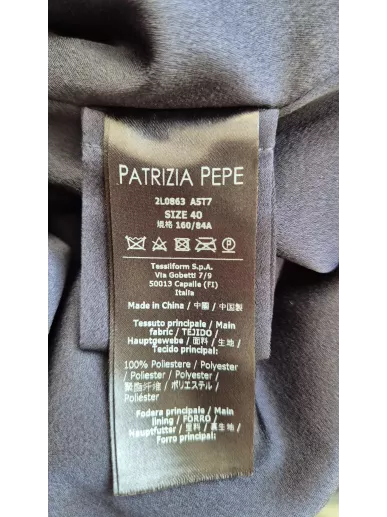 PATRIZIA PEPE
2L0863 A5T7
SIZE 40
規格 160/84A
Tessilform S.p.A.
Via Gobetti 7/9
50013 Capalle (FI)
Italia
Made in China / 中國 / 中国製
Tessuto principale / Main
fabric / TEJIDO /
Hauptgewebe / 面料 / 生地 /
Tecido principal:
100% Poliestere / Polyester
/ Poliester / Polyester /
聚酯纤维 / ポリエステル /
Poliéster
Fodera principale / Main
lining / FORRO /
Hauptfutter / 里料 / 裏生地 /
Forro principal: